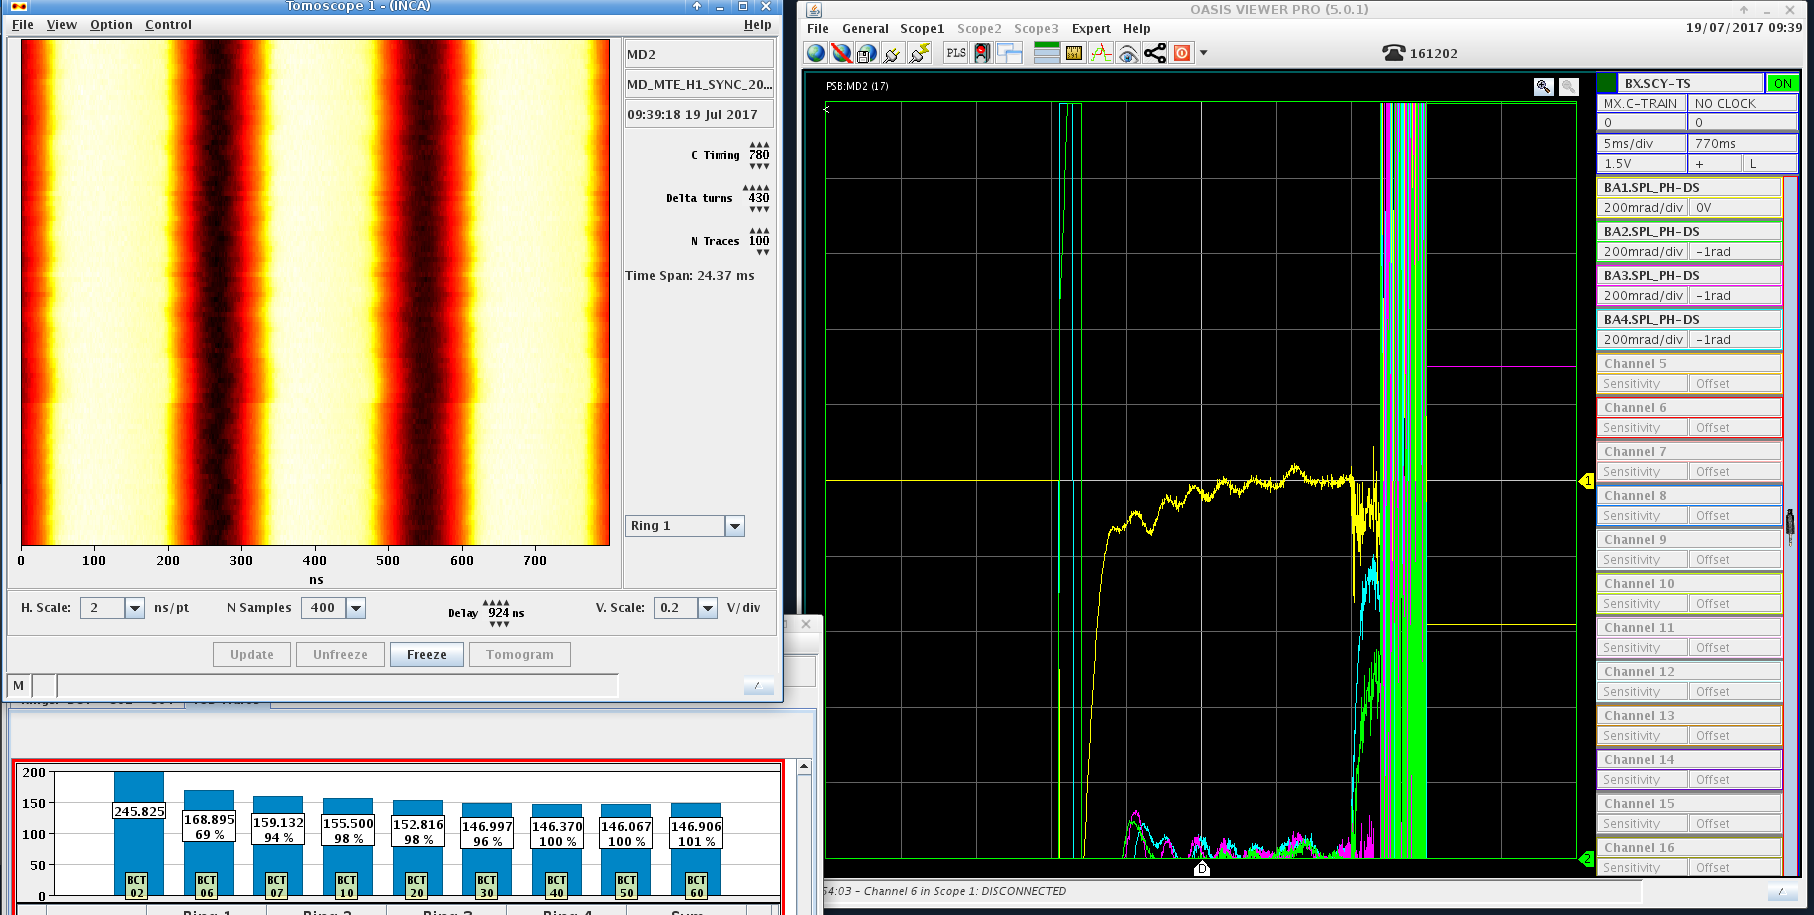 Tomoscope 1 - (INCA)
File View Option Control Help
MD2
MD_MTE_H1_SYNC_20...
09:39:18 19 Jul 2017
C Timing 780
Delta turns 430
N Traces 100
Time Span: 24.37 ms
Ring 1
0 100 200 300 400 500 600 700
ns
H. Scale: 2 ns/pt N Samples 400 Delay 924 ns V. Scale: 0.2 V/div
Update Unfreeze Freeze Tomogram
M
200
150
100
50
0
245.825
168.895
69 %
159.132
94 %
155.500
98 %
152.816
98 %
146.997
96 %
146.370
100 %
146.067
100 %
146.906
101 %
BCT
02
BCT
06
BCT
07
BCT
10
BCT
20
BCT
30
BCT
40
BCT
50
BCT
60
Ring 1 Ring 2 Ring 3 Ring 4 Sum
OASIS VIEWER PRO (5.0.1)
File General Scope1 Scope2 Scope3 Expert Help
19/07/2017 09:39
PLS
161202
PSB:MD2 (17)
<
1
2
D
BX.SCY-TS ON
MX.C-TRAIN NO CLOCK
0 0
5ms/div 770ms
1.5V + L
BA1.SPL_PH-DS
200mrad/div 0V
BA2.SPL_PH-DS
200mrad/div -1rad
BA3.SPL_PH-DS
200mrad/div -1rad
BA4.SPL_PH-DS
200mrad/div -1rad
Channel 5
Sensitivity Offset
Channel 6
Sensitivity Offset
Channel 7
Sensitivity Offset
Channel 8
Sensitivity Offset
Channel 9
Sensitivity Offset
Channel 10
Sensitivity Offset
Channel 11
Sensitivity Offset
Channel 12
Sensitivity Offset
Channel 13
Sensitivity Offset
Channel 14
Sensitivity Offset
Channel 15
Sensitivity Offset
Channel 16
Sensitivity Offset
54:03 - Channel 6 in Scope 1: DISCONNECTED